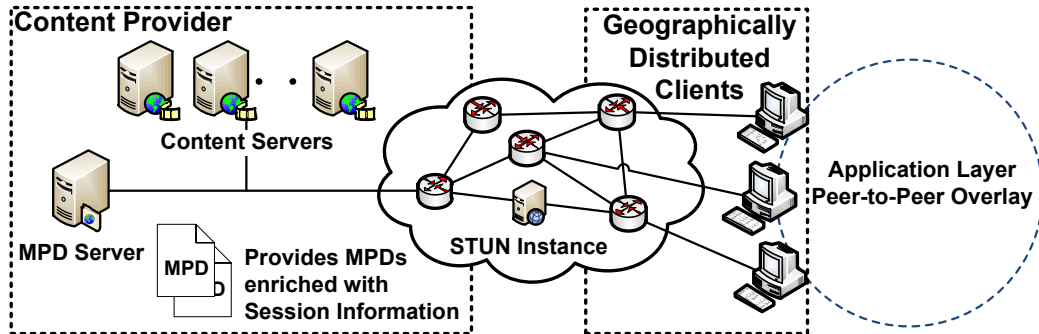 Content Provider
Content Servers
MPD Server
MPD
Provides MPDs
enriched with
Session Information
STUN Instance
Geographically
Distributed
Clients
Application Layer
Peer-to-Peer Overlay